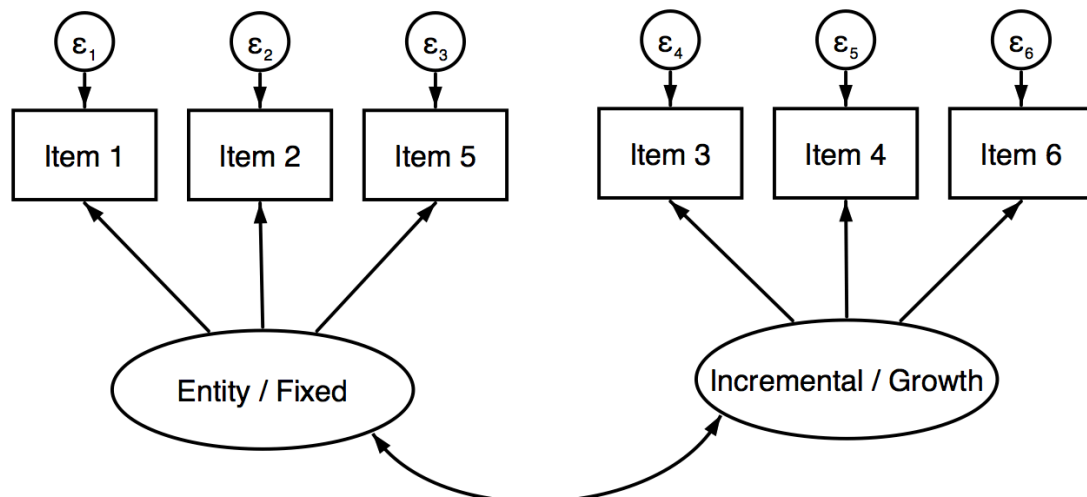 ε₁ ε₂ ε₃ ε₄ ε₅ ε₆
Item 1 Item 2 Item 5 Item 3 Item 4 Item 6
Entity / Fixed Incremental / Growth